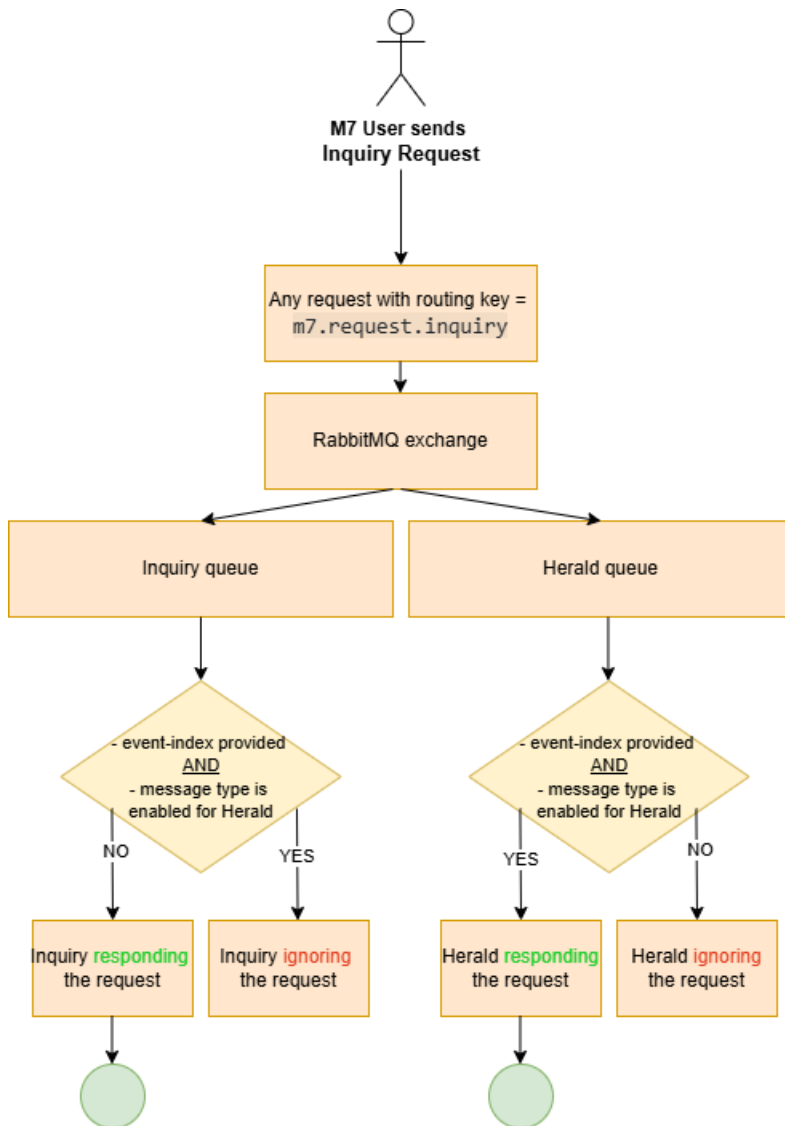 M7 User sends
Inquiry Request
Any request with routing key =
m7.request.inquiry
RabbitMQ exchange
Inquiry queue
Herald queue
- event-index provided
AND
- message type is
enabled for Herald
- event-index provided
AND
- message type is
enabled for Herald
NO
YES
YES
NO
Inquiry responding
the request
Inquiry ignoring
the request
Herald responding
the request
Herald ignoring
the request